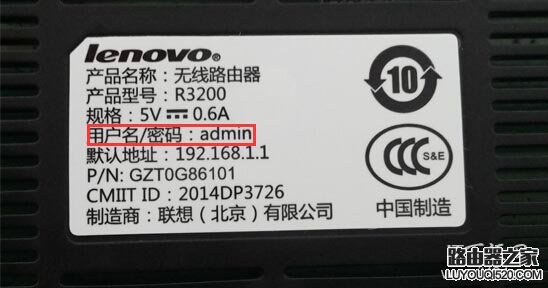 lenovo®
产品名称：无线路由器
产品型号：R3200
规格：5V⎓0.6A
用户名/密码：admin
默认地址：192.168.1.1
P/N: GZT0G86101
CMIIT ID：2014DP3726
制造商：联想（北京）有限公司
10
CCC S&E
中国制造
路由器之家
LUYOUQI520.COM